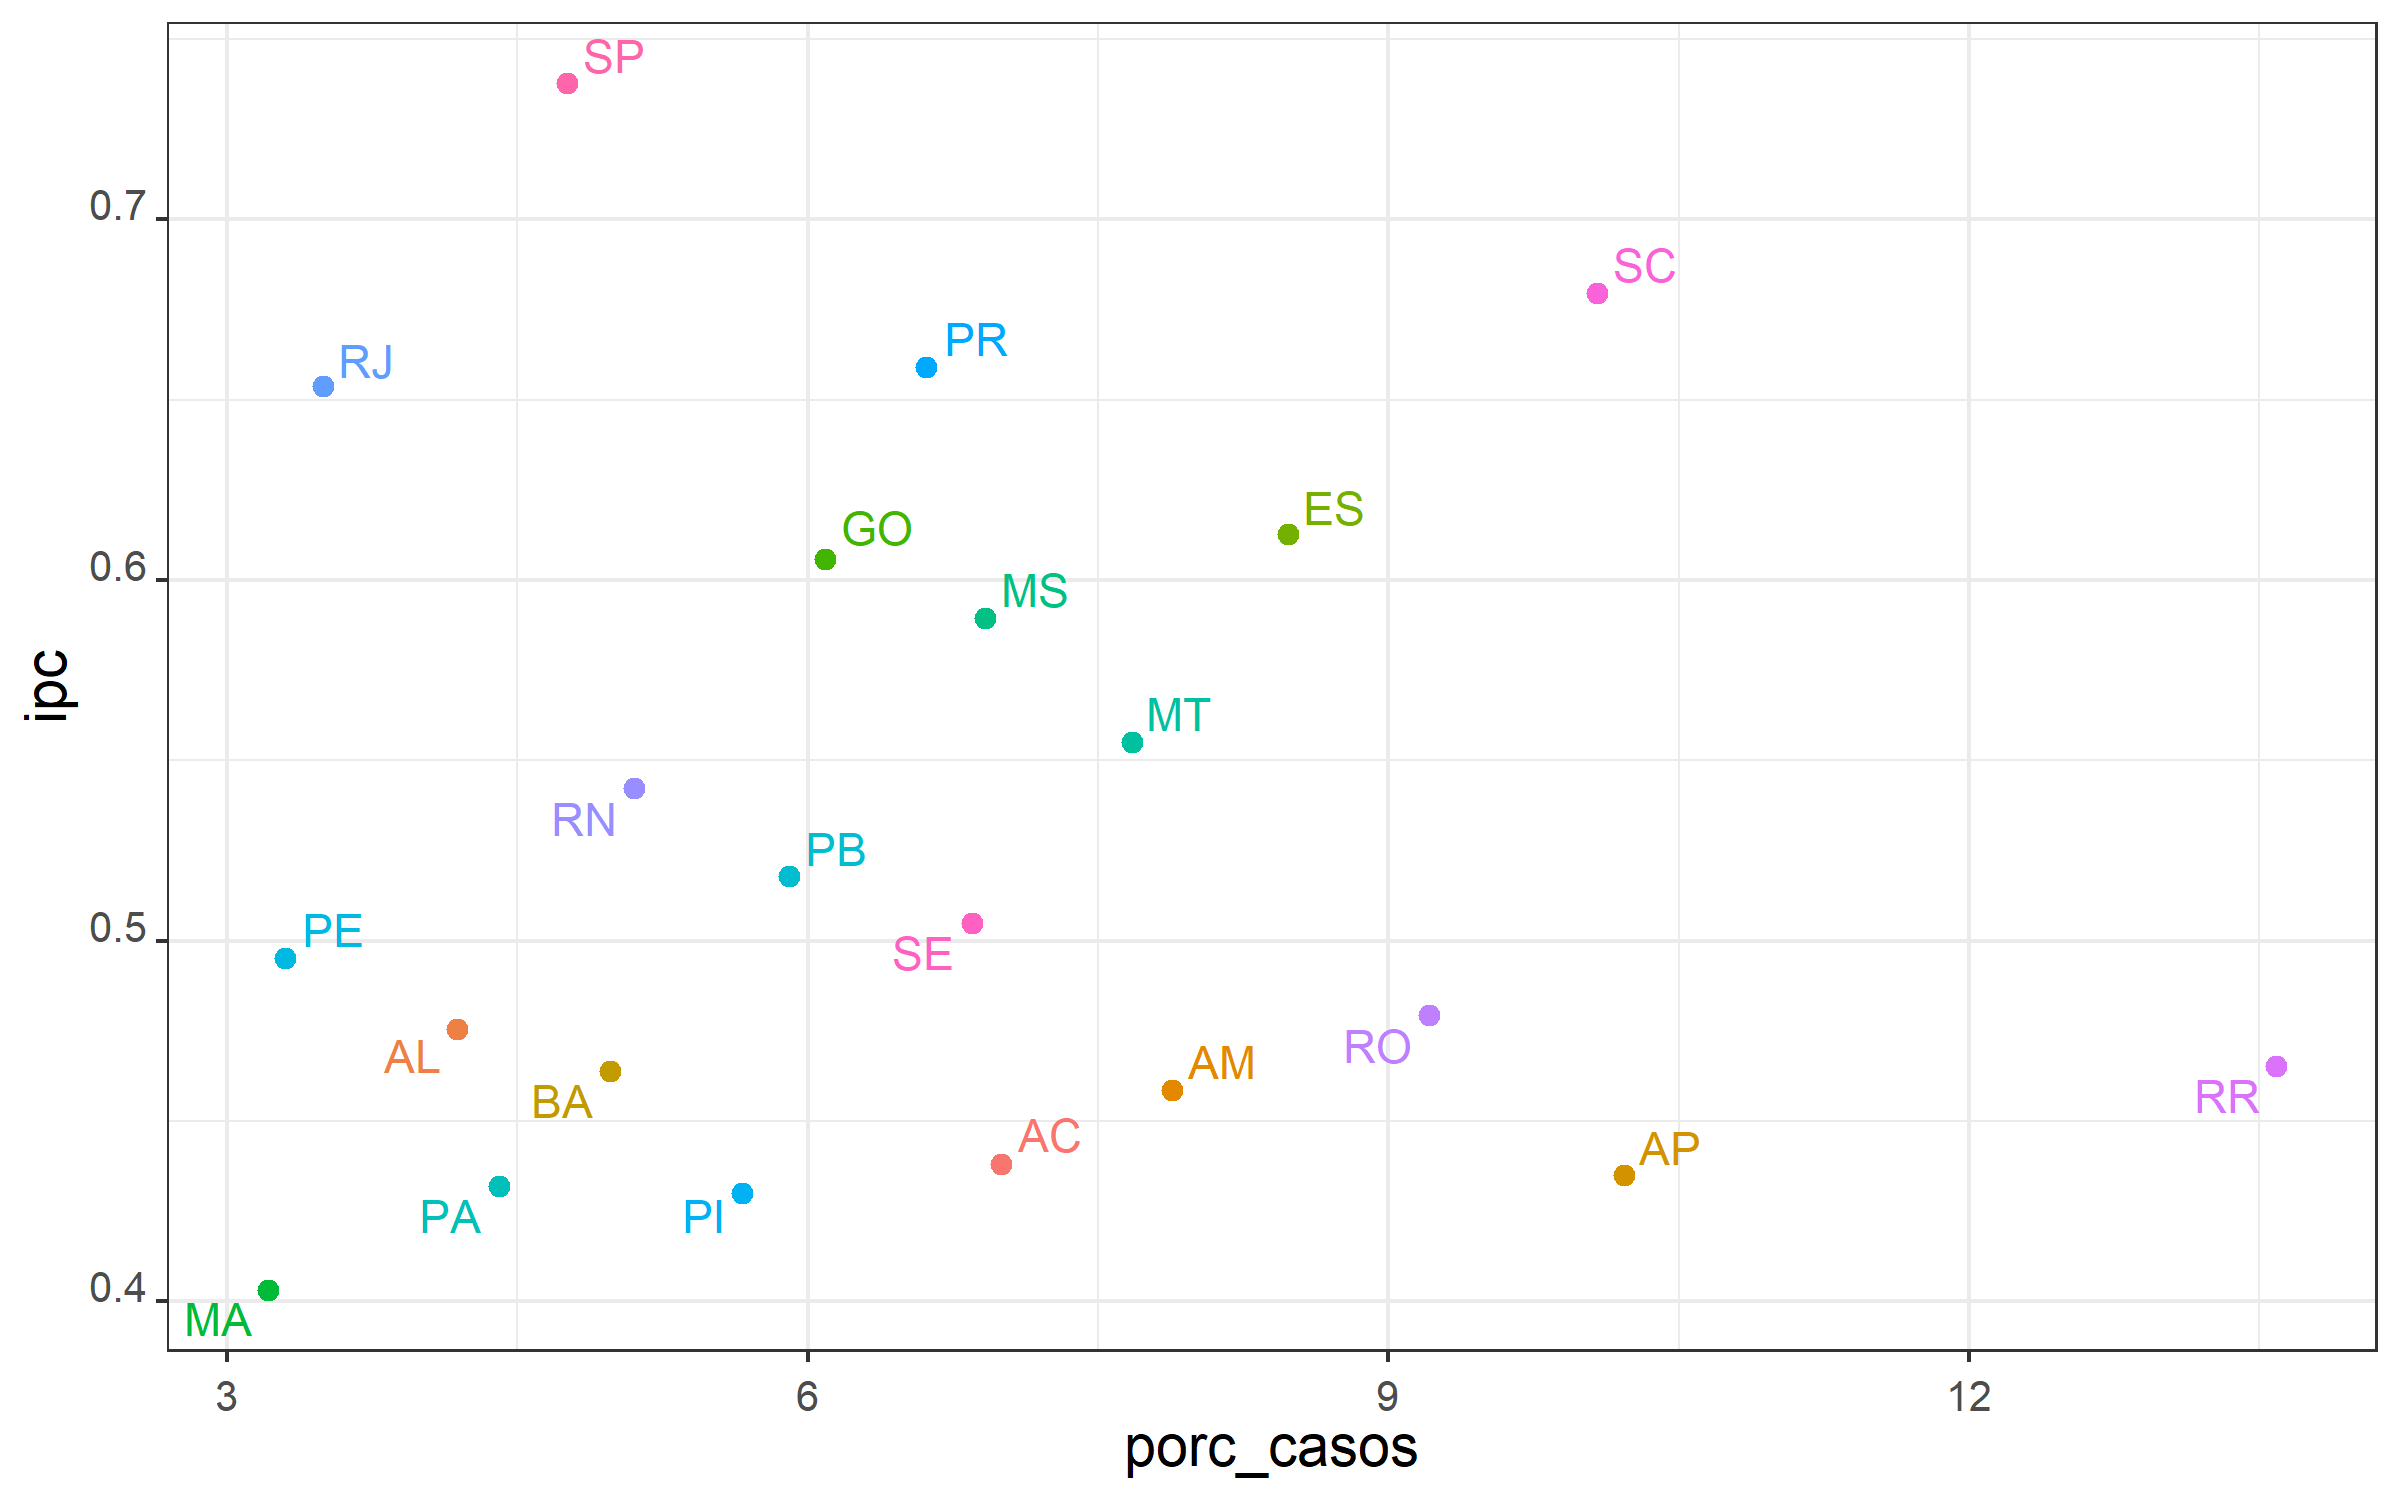 SP
0.7
SC
PR
RJ
ES
GO
0.6
MS
ipc
MT
RN
PB
PE
0.5
SE
RO
AL
AM
BA
RR
AC
AP
PA
PI
0.4
MA
3 6 9 12
porc_casos